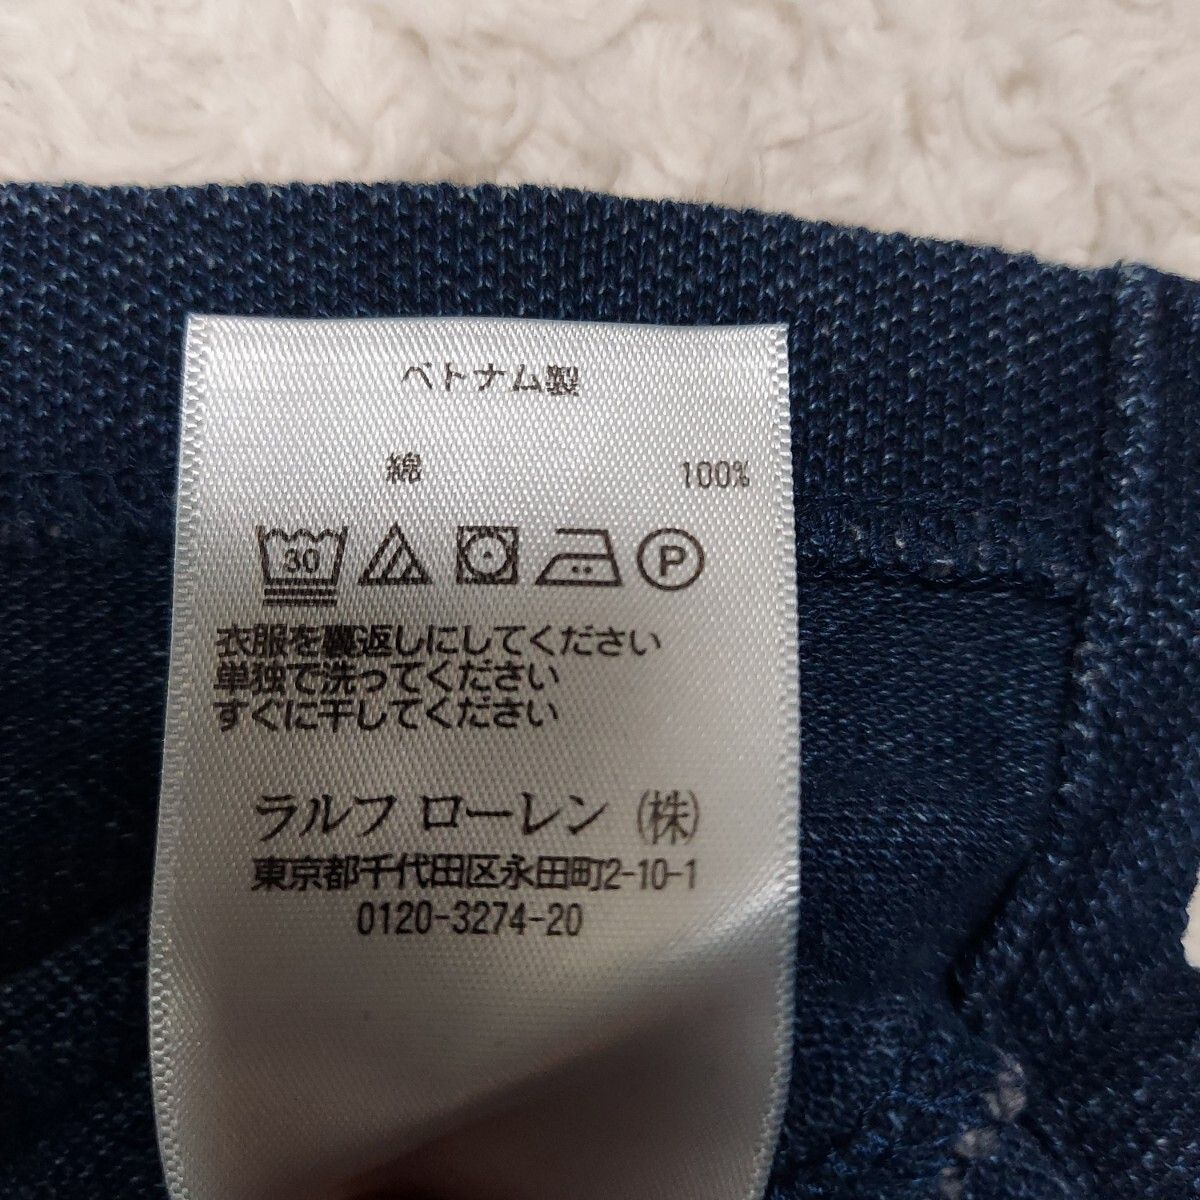 ベトナム製
綿 100%
30 P
衣服を裏返しにしてください
単独で洗ってください
すぐに干してください
ラルフ ローレン (株)
東京都千代田区永田町2-10-1
0120-3274-20